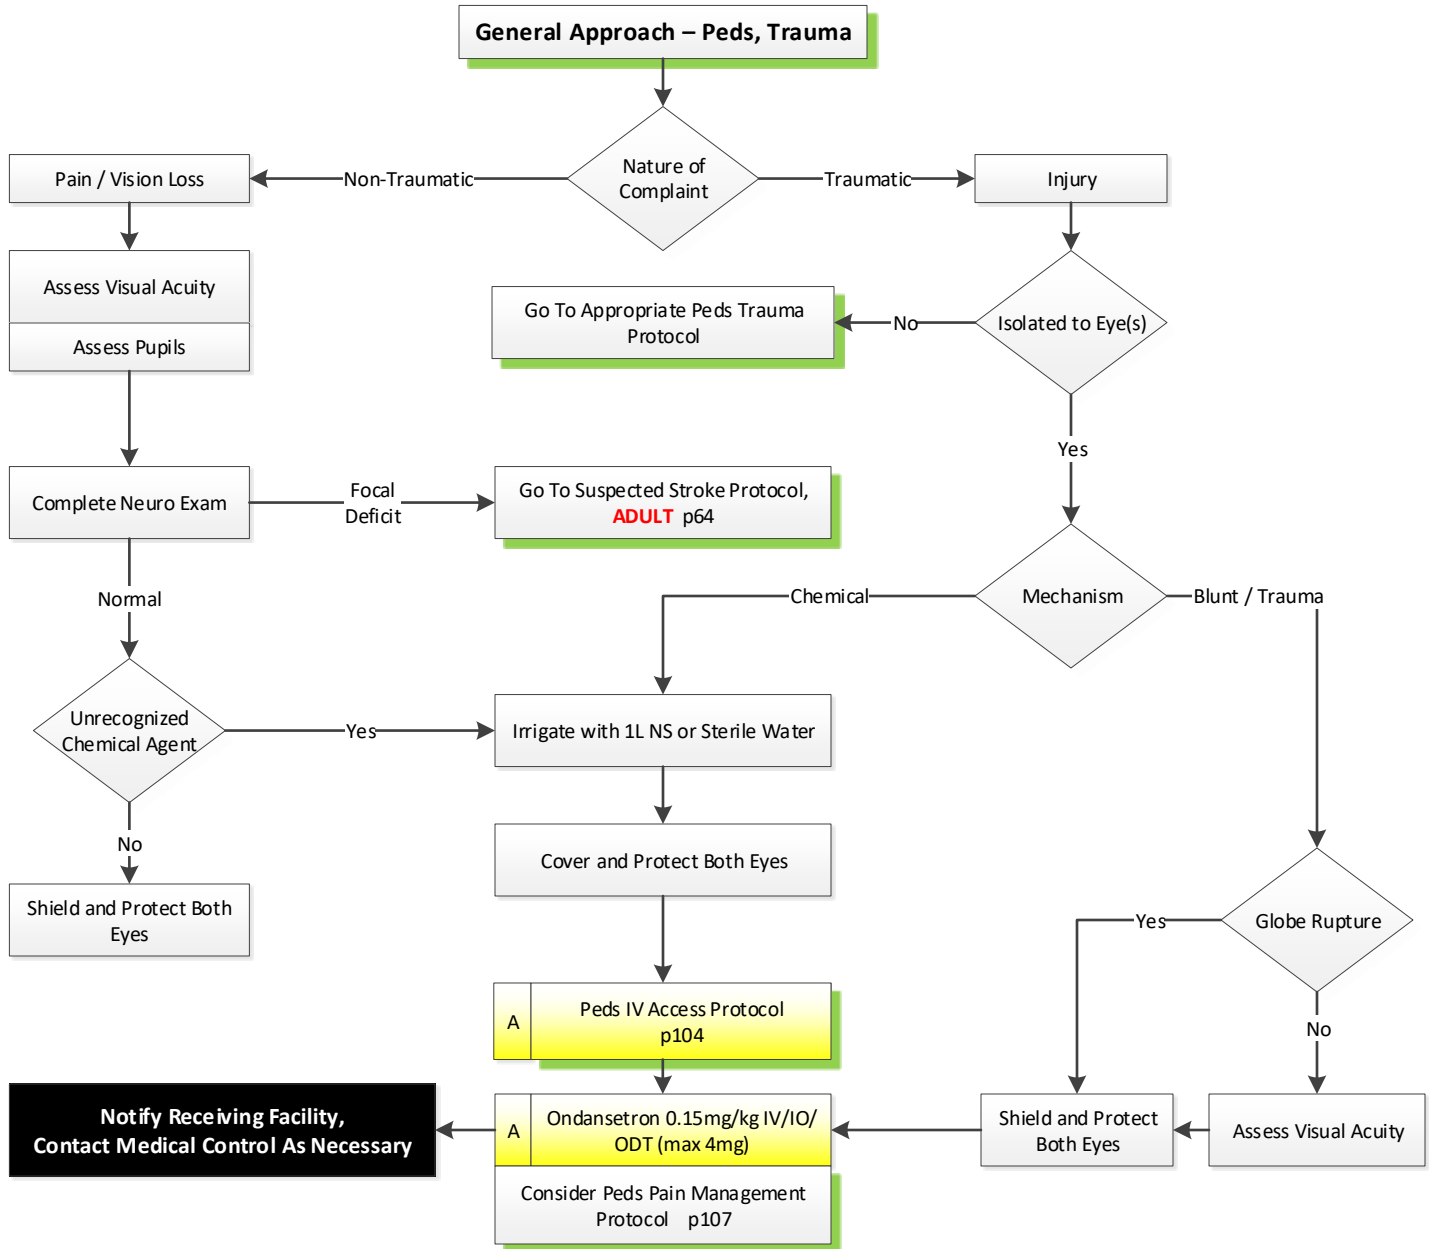 General Approach – Peds, Trauma
Nature of
Complaint
Non-Traumatic
Traumatic
Pain / Vision Loss
Injury
Assess Visual Acuity
Assess Pupils
Go To Appropriate Peds Trauma
Protocol
No
Isolated to Eye(s)
Yes
Complete Neuro Exam
Focal
Deficit
Go To Suspected Stroke Protocol,
ADULT p64
Normal
Chemical
Mechanism
Blunt / Trauma
Unrecognized
Chemical Agent
Yes
Irrigate with 1L NS or Sterile Water
No
Cover and Protect Both Eyes
Shield and Protect Both
Eyes
Yes
Globe Rupture
No
A
Peds IV Access Protocol
p104
Notify Receiving Facility,
Contact Medical Control As Necessary
A
Ondansetron 0.15mg/kg IV/IO/
ODT (max 4mg)
Shield and Protect
Both Eyes
Assess Visual Acuity
Consider Peds Pain Management
Protocol p107